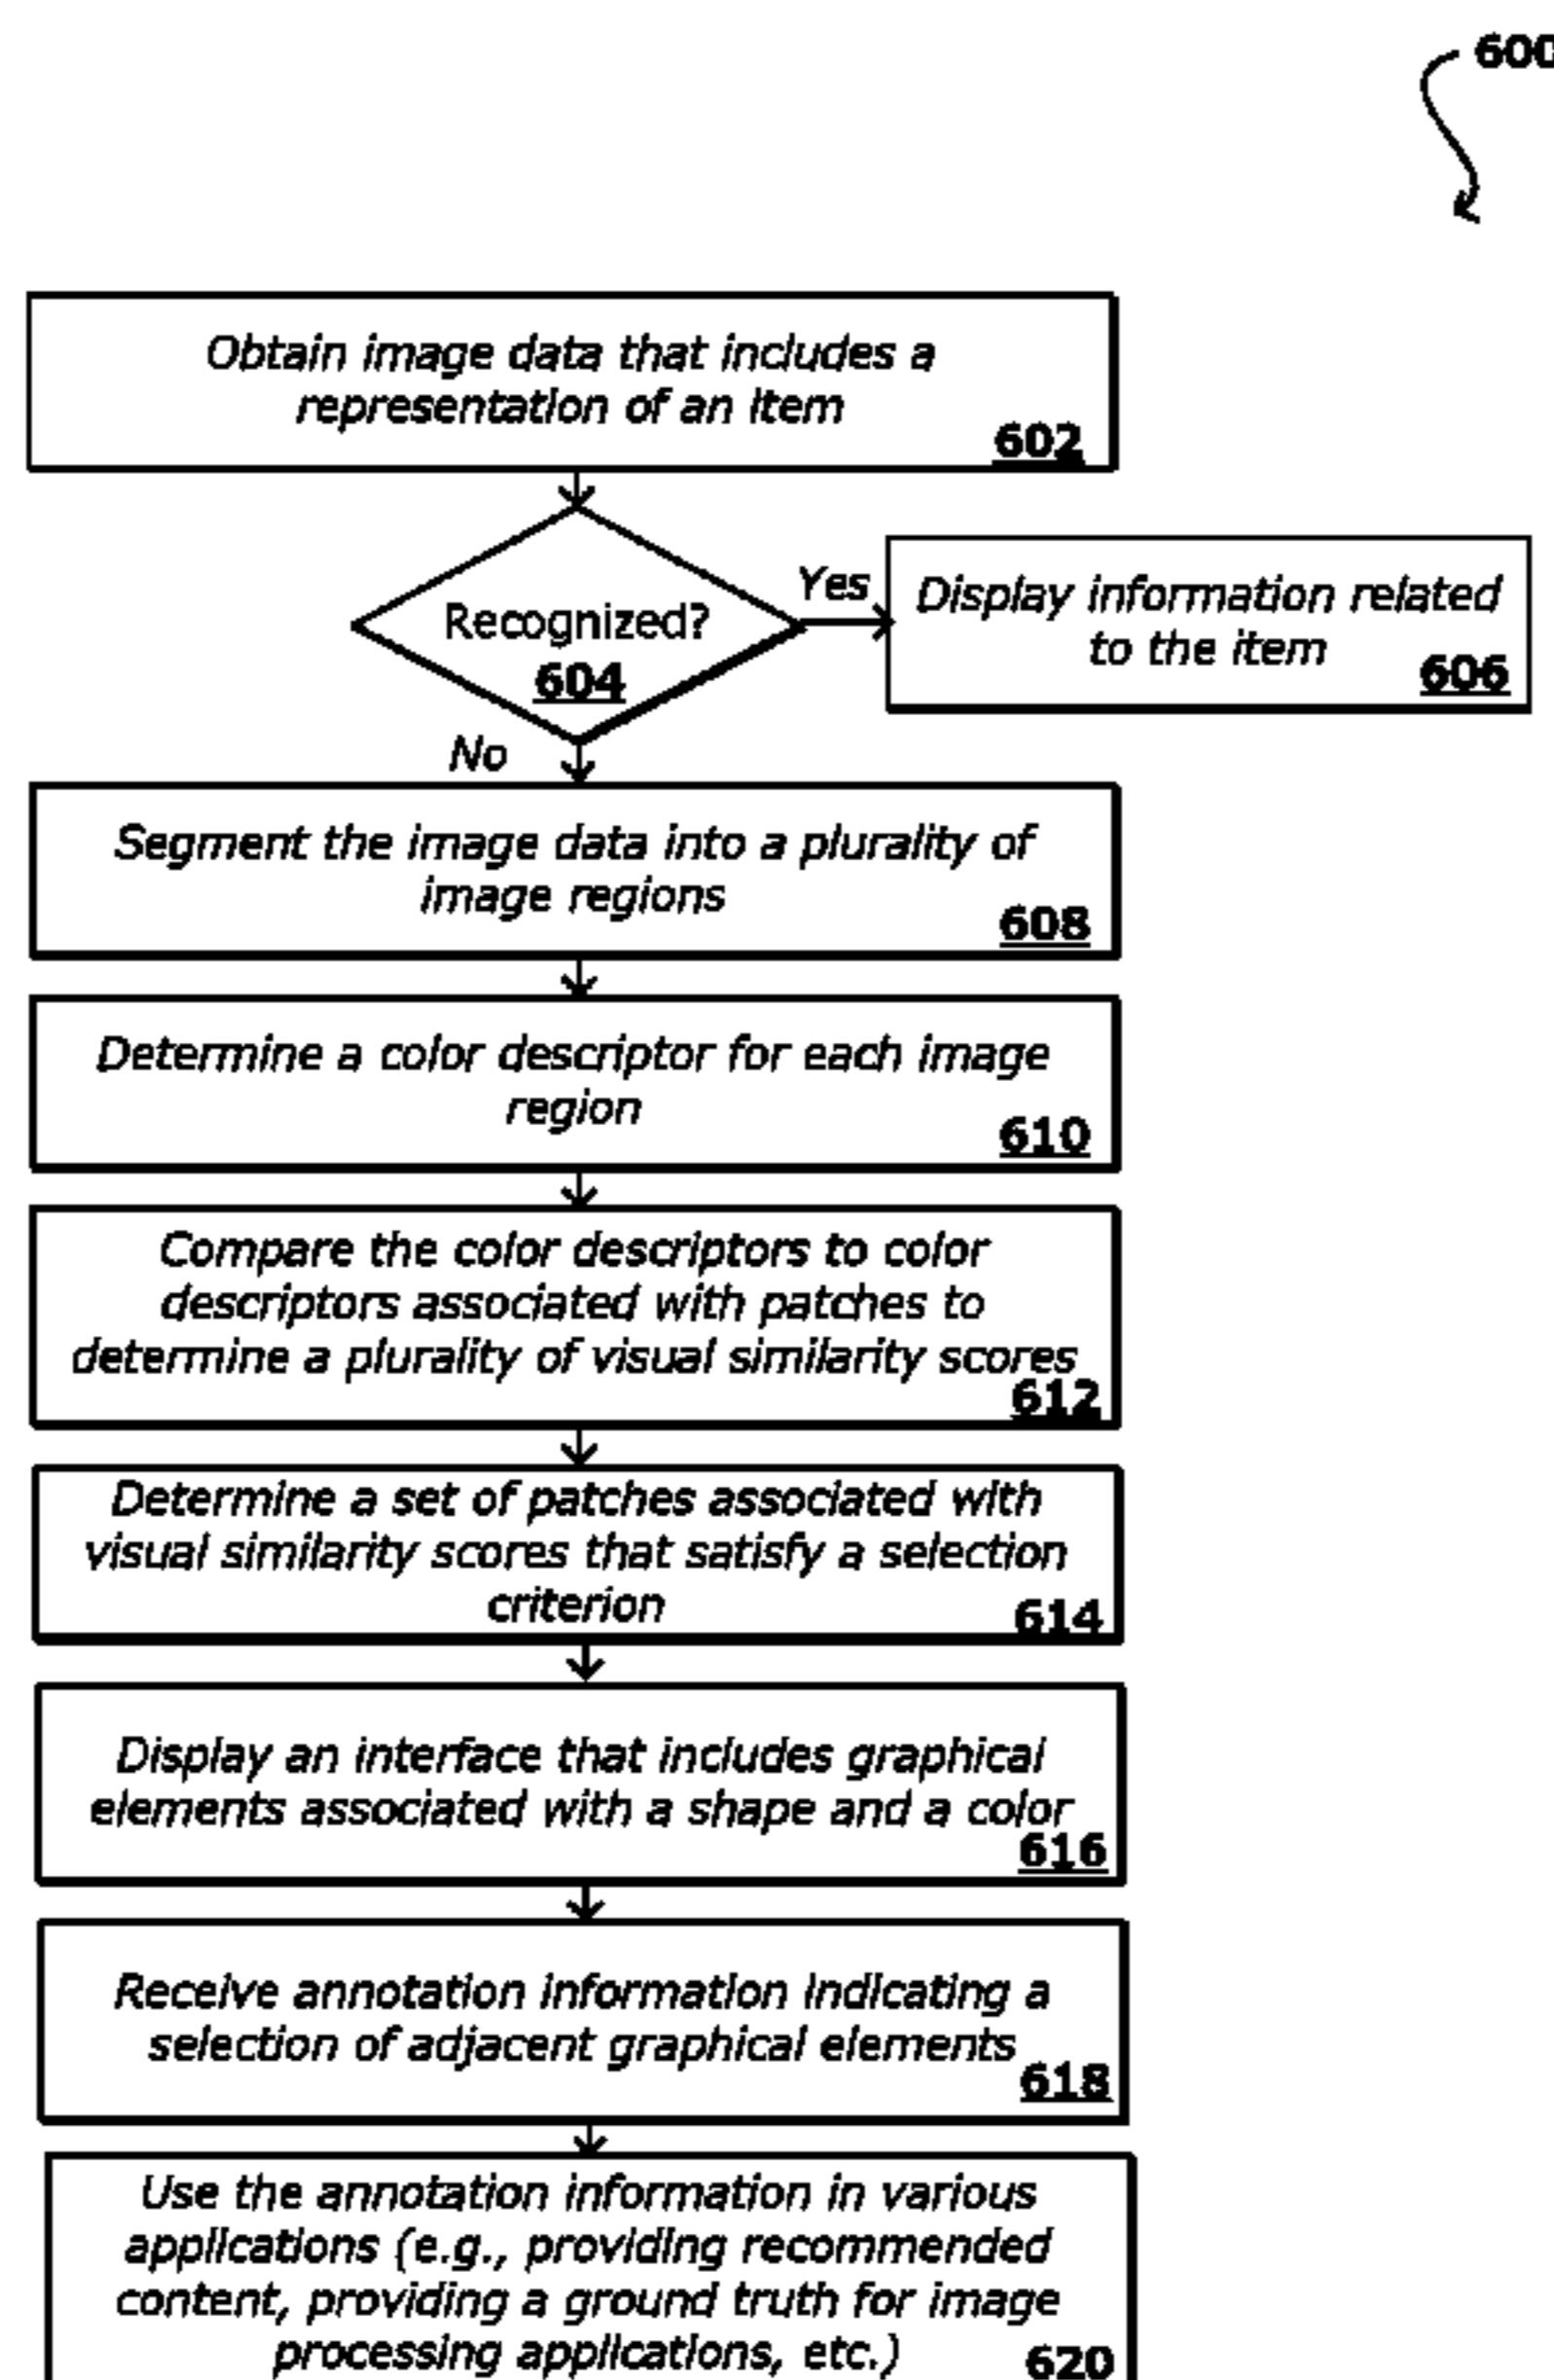 600
Obtain image data that includes a
representation of an item
602
Recognized?
604
Yes
Display information related
to the item
606
No
Segment the image data into a plurality of
image regions
608
Determine a color descriptor for each image
region
610
Compare the color descriptors to color
descriptors associated with patches to
determine a plurality of visual similarity scores
612
Determine a set of patches associated with
visual similarity scores that satisfy a selection
criterion
614
Display an interface that includes graphical
elements associated with a shape and a color
616
Receive annotation information indicating a
selection of adjacent graphical elements
618
Use the annotation information in various
applications (e.g., providing recommended
content, providing a ground truth for image
processing applications, etc.)
620